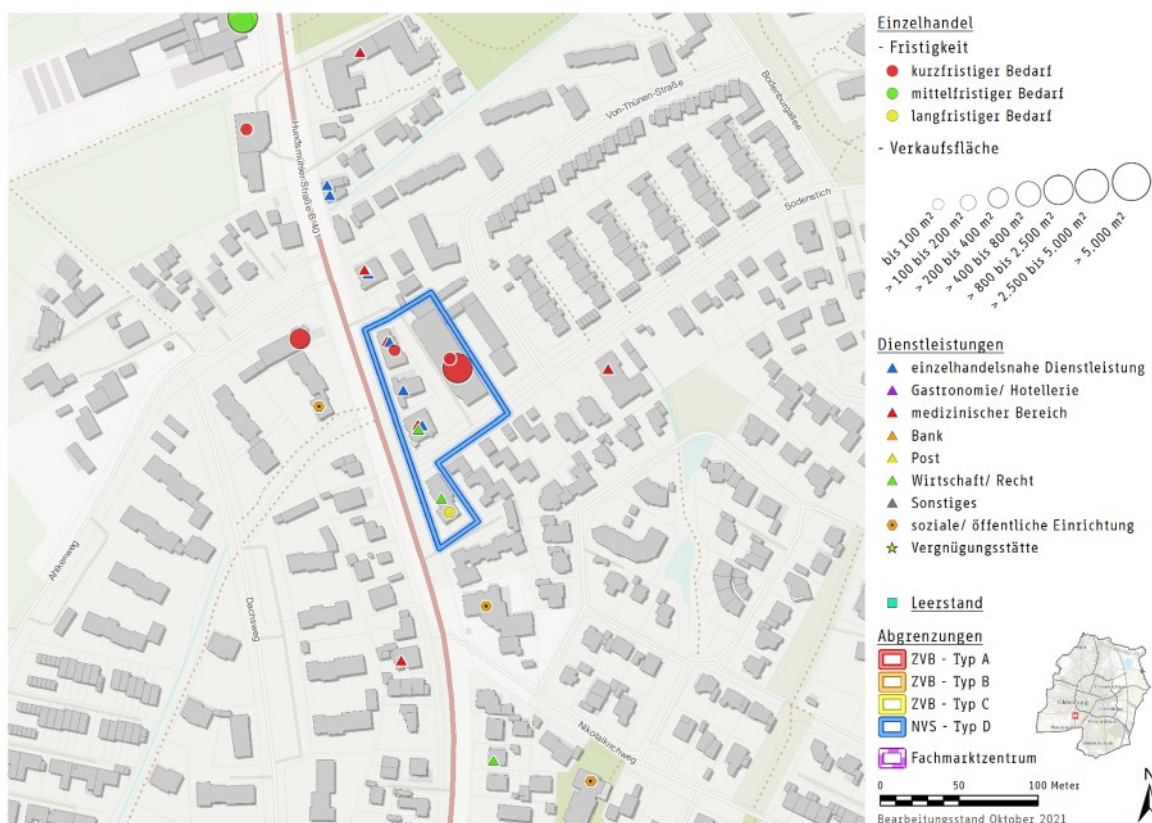 Einzelhandel
- Fristigkeit
kurzfristiger Bedarf
mittelfristiger Bedarf
langfristiger Bedarf
- Verkaufsfläche
bis 100 m²
> 100 bis 200 m²
> 200 bis 400 m²
> 400 bis 800 m²
> 800 bis 2.500 m²
> 2.500 bis 5.000 m²
> 5.000 m²
Dienstleistungen
einzelhandelsnahe Dienstleistung
Gastronomie/ Hotellerie
medizinischer Bereich
Bank
Post
Wirtschaft/ Recht
Sonstiges
soziale/ öffentliche Einrichtung
Vergnügungsstätte
Leerstand
Abgrenzungen
ZVB - Typ A
ZVB - Typ B
ZVB - Typ C
NVS - Typ D
Fachmarktzentrum
0 50 100 Meter
Bearbeitungsstand Oktober 2021
N
Hundsmühler Straße B 401
Von-Thünen-Straße
Bodenburgallee
Sodenstich
Ahlkenweg
Dachsweg
Nikolaikirchweg